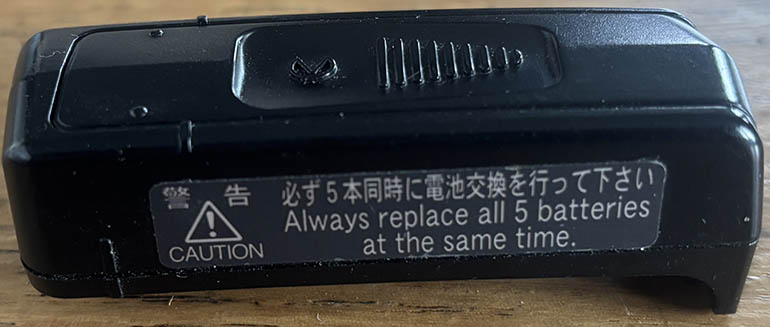 警告
CAUTION
必ず5本同時に電池交換を行って下さい
Always replace all 5 batteries
at the same time.